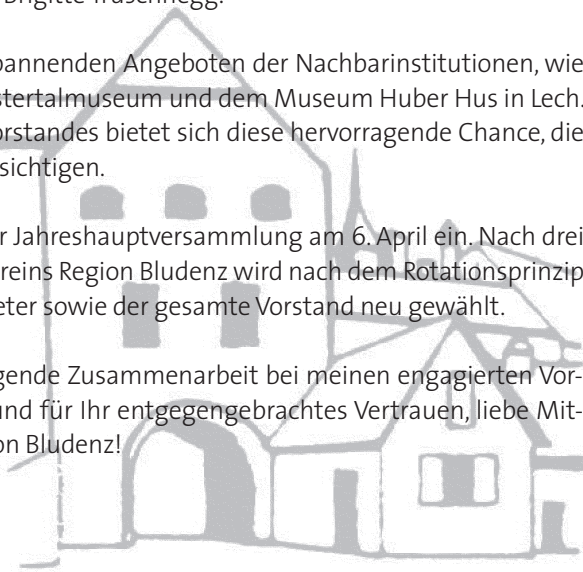 Brigitte Truschnegg!
pannenden Angeboten der Nachbarinstitutionen, wie
stertalmuseum und dem Museum Huber Hus in Lech.
orstandes bietet sich diese hervorragende Chance, die
sichtigen.
r Jahreshauptversammlung am 6. April ein. Nach drei
ereins Region Bludenz wird nach dem Rotationsprinzip
eter sowie der gesamte Vorstand neu gewählt.
gende Zusammenarbeit bei meinen engagierten Vor-
und für Ihr entgegengebrachtes Vertrauen, liebe Mit-
on Bludenz!